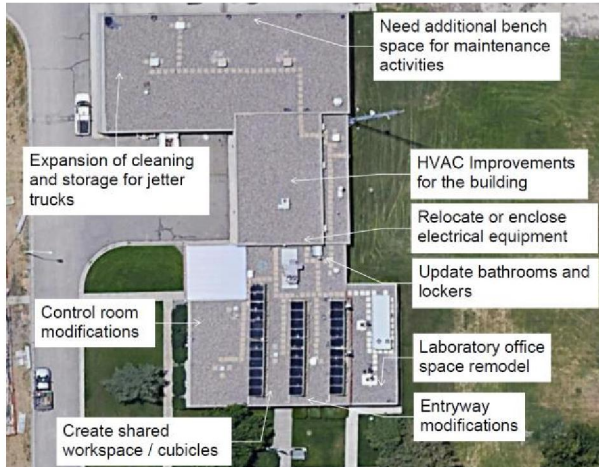 Need additional bench
space for maintenance
activities
Expansion of cleaning
and storage for jetter
trucks
HVAC Improvements
for the building
Relocate or enclose
electrical equipment
Update bathrooms and
lockers
Control room
modifications
Laboratory office
space remodel
Entryway
modifications
Create shared
workspace / cubicles